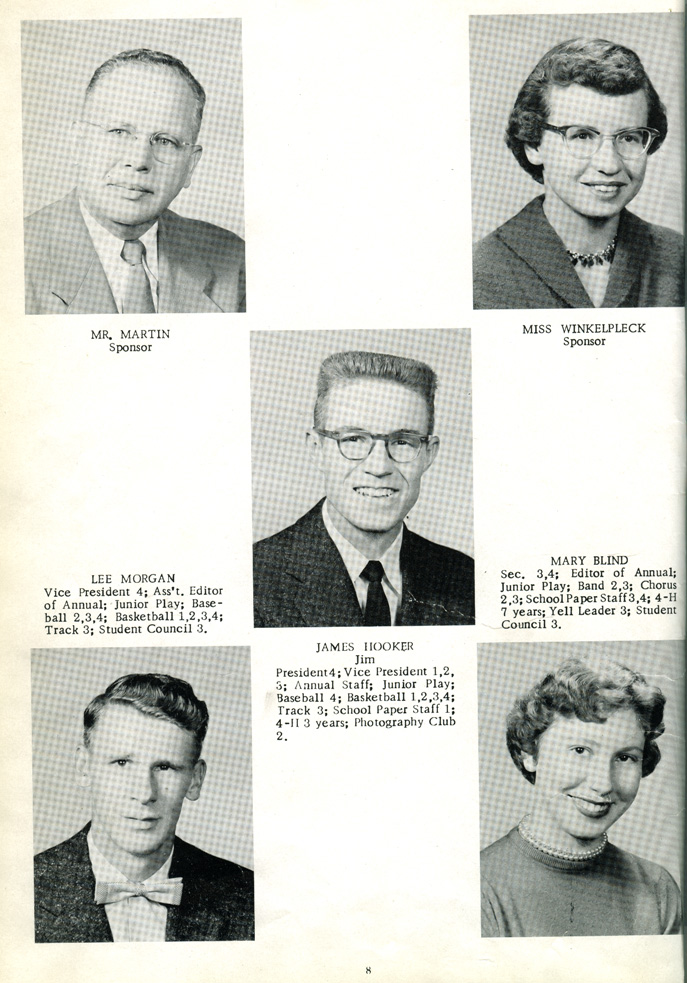 MR. MARTIN
Sponsor
MISS WINKELPLECK
Sponsor
LEE MORGAN
Vice President 4; Ass't. Editor
of Annual; Junior Play; Base-
ball 2,3,4; Basketball 1,2,3,4;
Track 3; Student Council 3.
MARY BLIND
Sec. 3,4; Editor of Annual;
Junior Play; Band 2,3; Chorus
2,3; School Paper Staff 3,4; 4-H
7 years; Yell Leader 3; Student
Council 3.
JAMES HOOKER
Jim
President 4; Vice President 1,2,
3; Annual Staff; Junior Play;
Baseball 4; Basketball 1,2,3,4;
Track 3; School Paper Staff 1;
4-H 3 years; Photography Club
2.
8